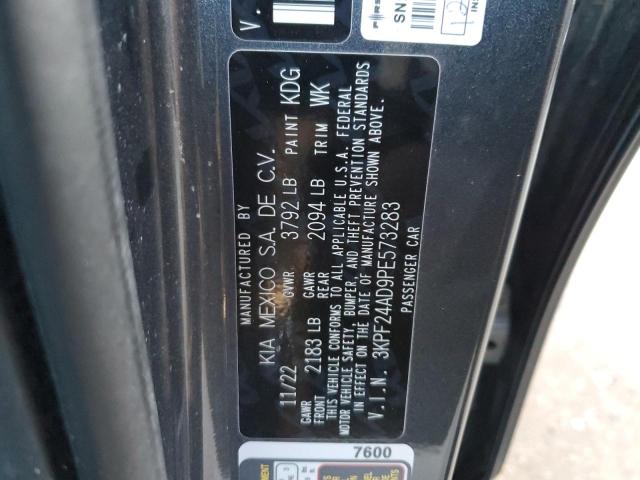 MANUFACTURED BY
KIA MEXICO S.A. DE C.V.
11/22 GVWR 3792 LB PAINT KDG
GAWR FRONT 2183 LB GAWR REAR 2094 LB TRIM WK
THIS VEHICLE CONFORMS TO ALL APPLICABLE U.S.A. FEDERAL
MOTOR VEHICLE SAFETY, BUMPER, AND THEFT PREVENTION STANDARDS
IN EFFECT ON THE DATE OF MANUFACTURE SHOWN ABOVE.
V.I.N. 3KPF24AD9PE573283
PASSENGER CAR
7600
V.
SN